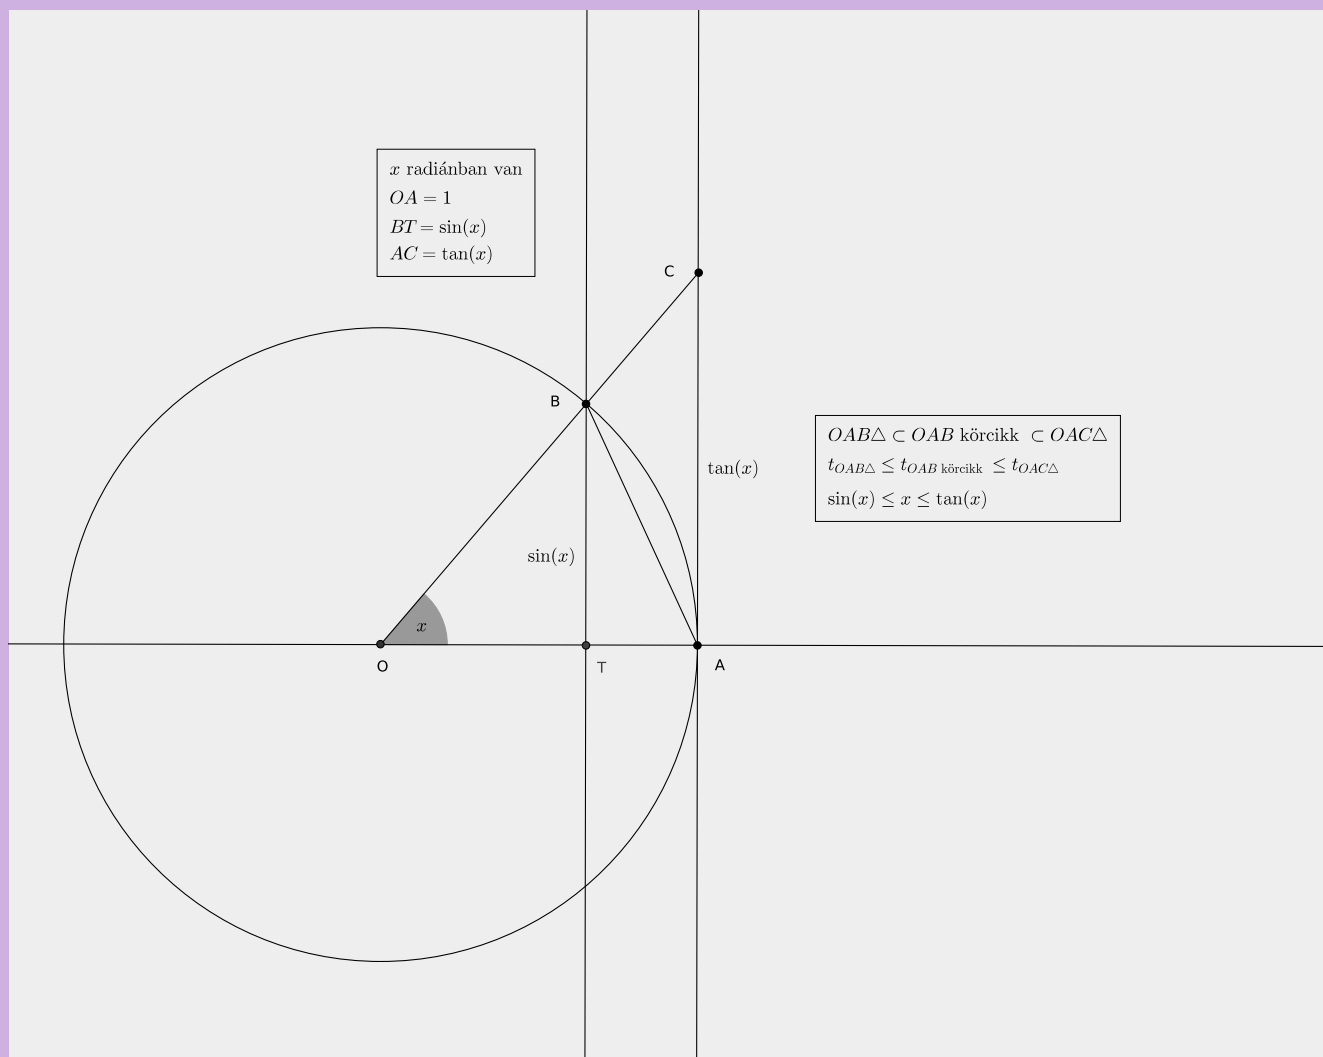 x radiánban van
OA = 1
BT = sin(x)
AC = tan(x)
C
B
OAB△ ⊂ OAB körcikk ⊂ OAC△
t_{OAB△} ≤ t_{OAB körcikk} ≤ t_{OAC△}
sin(x) ≤ x ≤ tan(x)
tan(x)
sin(x)
x
O
T
A